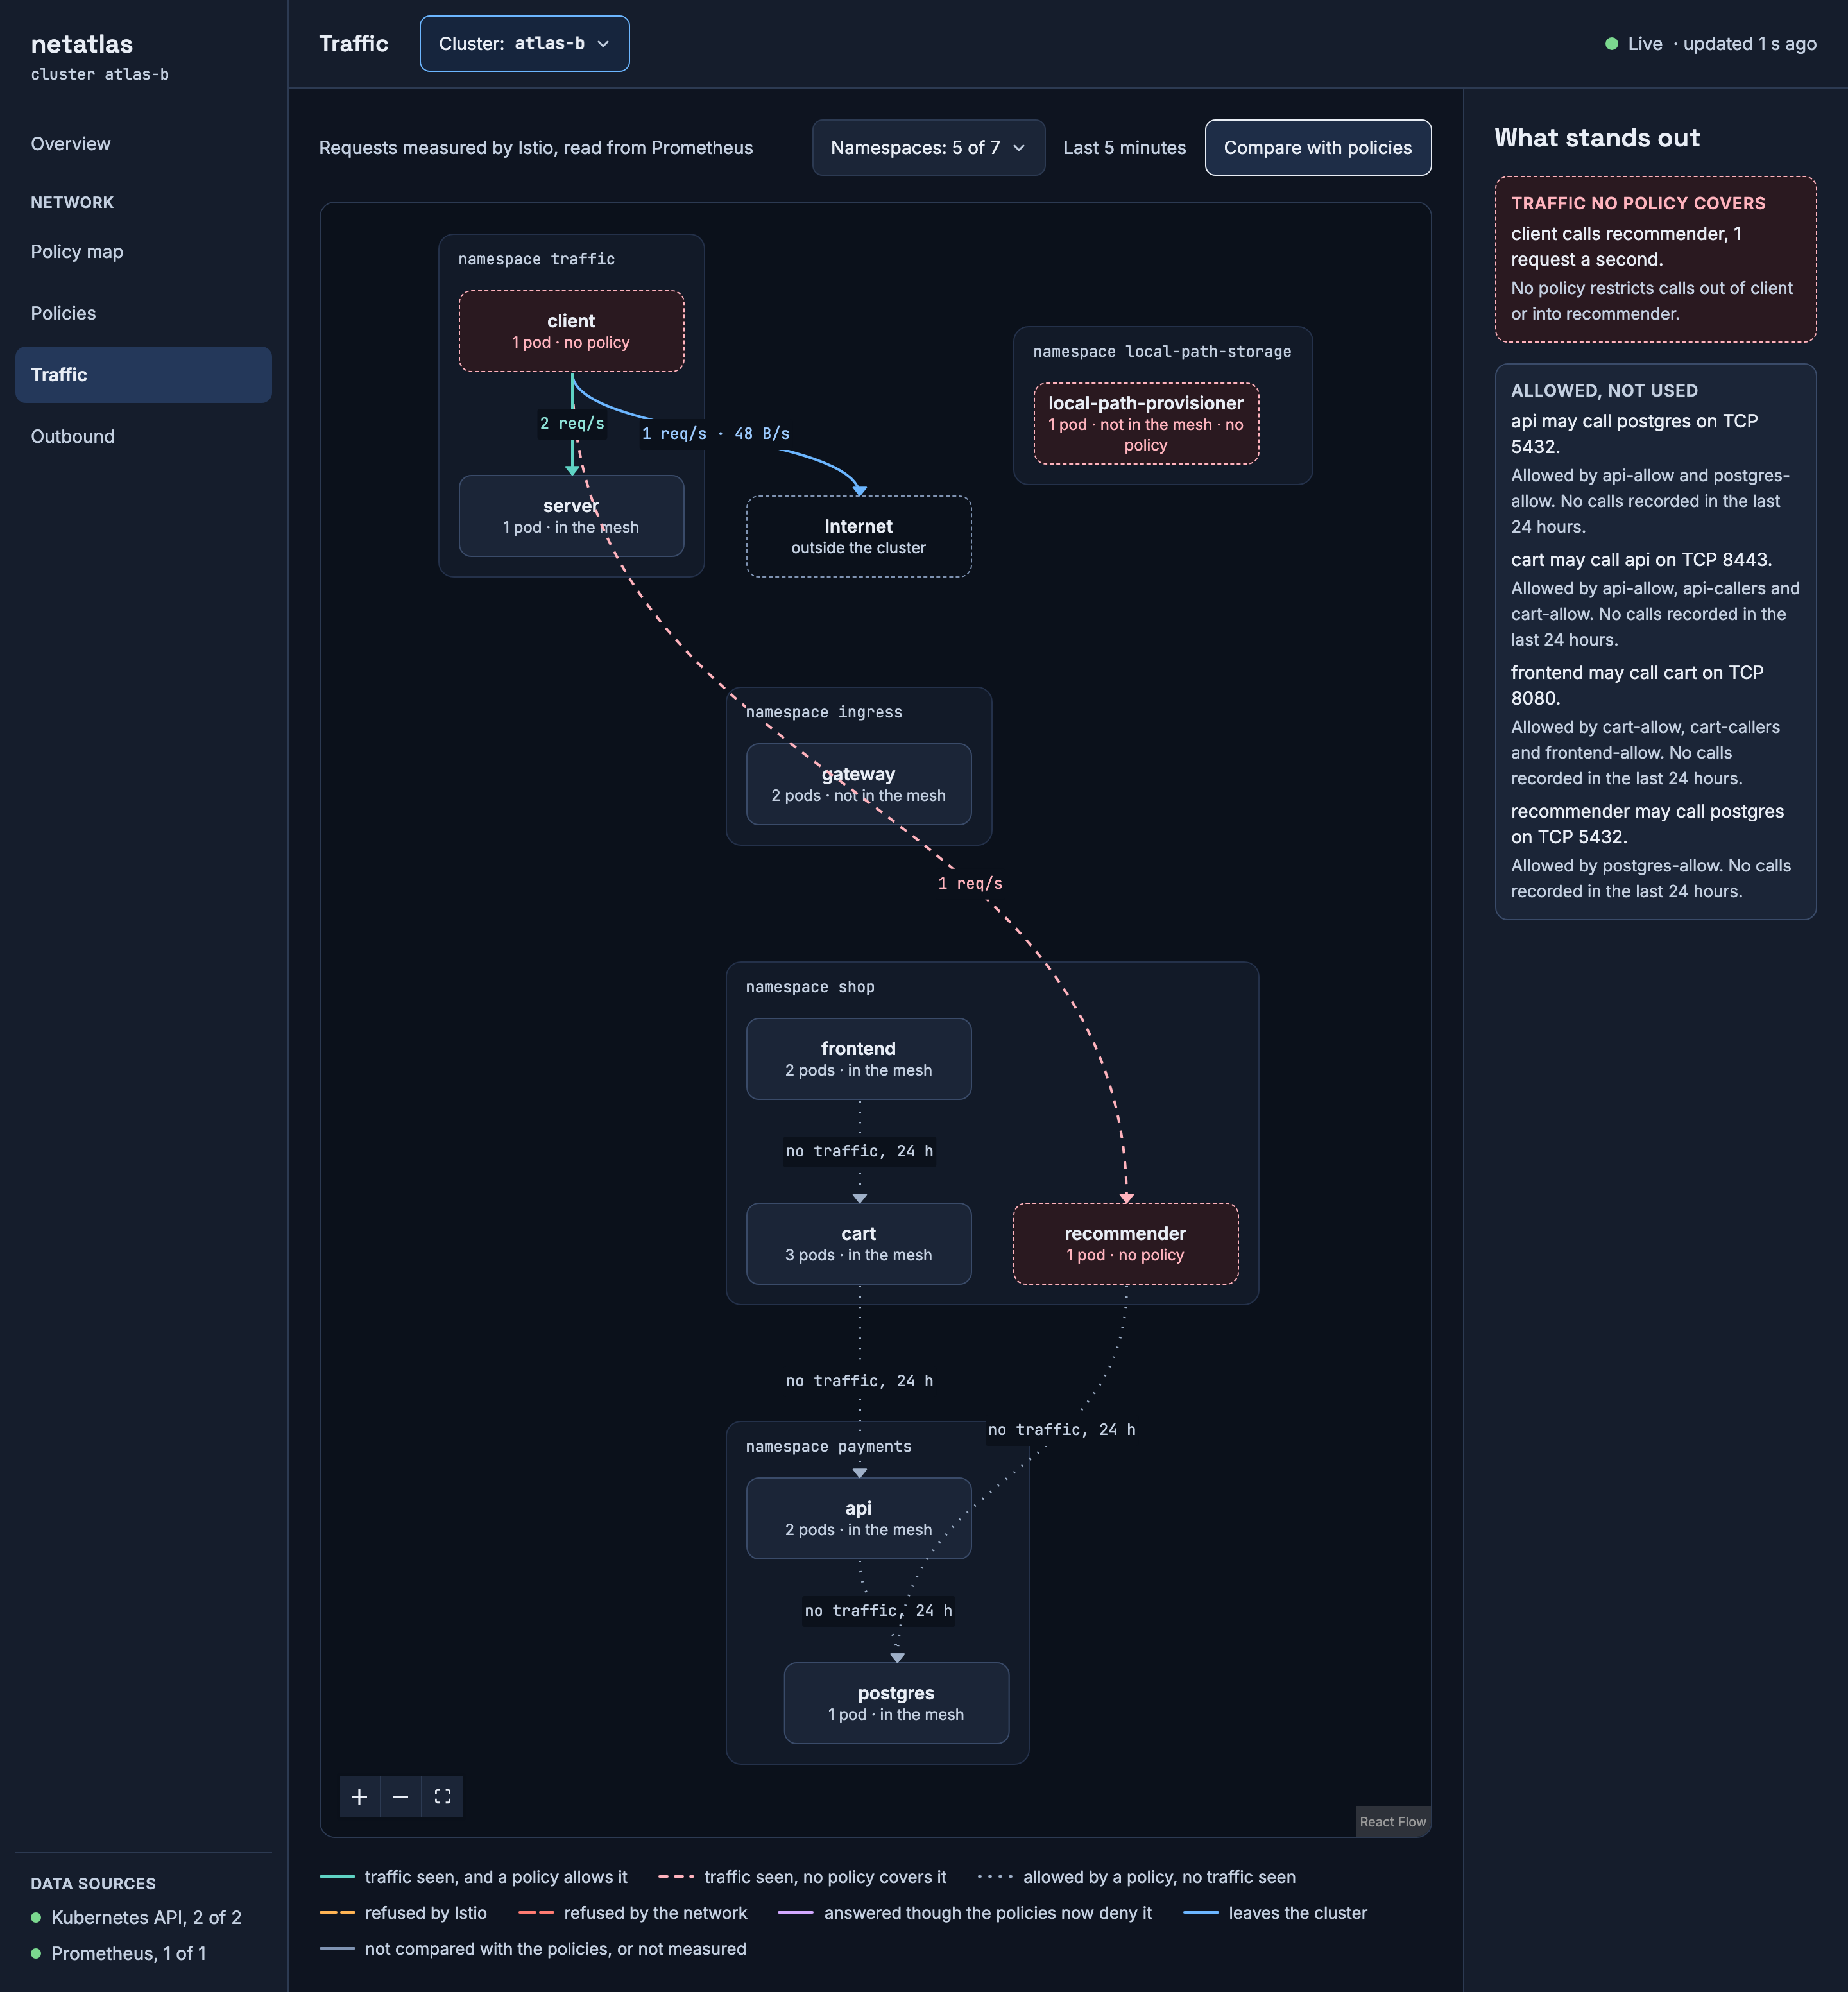 netatlas
cluster atlas-b
Overview
NETWORK
Policy map
Policies
Traffic
Outbound
DATA SOURCES
Kubernetes API, 2 of 2
Prometheus, 1 of 1
Traffic
Cluster: atlas-b
Live · updated 1 s ago
Requests measured by Istio, read from Prometheus
Namespaces: 5 of 7
Last 5 minutes
Compare with policies
namespace traffic
client
1 pod · no policy
2 req/s
1 req/s · 48 B/s
server
1 pod · in the mesh
Internet
outside the cluster
namespace local-path-storage
local-path-provisioner
1 pod · not in the mesh · no
policy
namespace ingress
gateway
2 pods · not in the mesh
1 req/s
namespace shop
frontend
2 pods · in the mesh
no traffic, 24 h
cart
3 pods · in the mesh
recommender
1 pod · no policy
no traffic, 24 h
no traffic, 24 h
namespace payments
api
2 pods · in the mesh
no traffic, 24 h
postgres
1 pod · in the mesh
React Flow
traffic seen, and a policy allows it
traffic seen, no policy covers it
allowed by a policy, no traffic seen
refused by Istio
refused by the network
answered though the policies now deny it
leaves the cluster
not compared with the policies, or not measured
What stands out
TRAFFIC NO POLICY COVERS
client calls recommender, 1
request a second.
No policy restricts calls out of client
or into recommender.
ALLOWED, NOT USED
api may call postgres on TCP
5432.
Allowed by api-allow and postgres-
allow. No calls recorded in the last
24 hours.
cart may call api on TCP 8443.
Allowed by api-allow, api-callers and
cart-allow. No calls recorded in the
last 24 hours.
frontend may call cart on TCP
8080.
Allowed by cart-allow, cart-callers
and frontend-allow. No calls
recorded in the last 24 hours.
recommender may call postgres
on TCP 5432.
Allowed by postgres-allow. No calls
recorded in the last 24 hours.